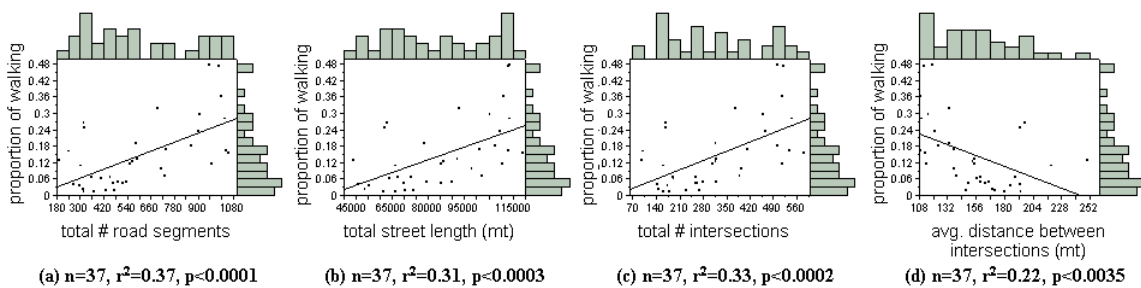 proportion of walking
0.48
0.42
0.36
0.3
0.24
0.18
0.12
0.06
0
180 300 420 540 660 780 900 1080
total # road segments
(a) n=37, r²=0.37, p<0.0001
proportion of walking
0.48
0.42
0.36
0.3
0.24
0.18
0.12
0.06
0
45000 65000 80000 95000 115000
total street length (mt)
(b) n=37, r²=0.31, p<0.0003
proportion of walking
0.48
0.42
0.36
0.3
0.24
0.18
0.12
0.06
0
70 140 210 280 350 420 490 560
total # intersections
(c) n=37, r²=0.33, p<0.0002
proportion of walking
0.48
0.42
0.36
0.3
0.24
0.18
0.12
0.06
0
108 132 156 180 204 228 252
avg. distance between
intersections (mt)
(d) n=37, r²=0.22, p<0.0035